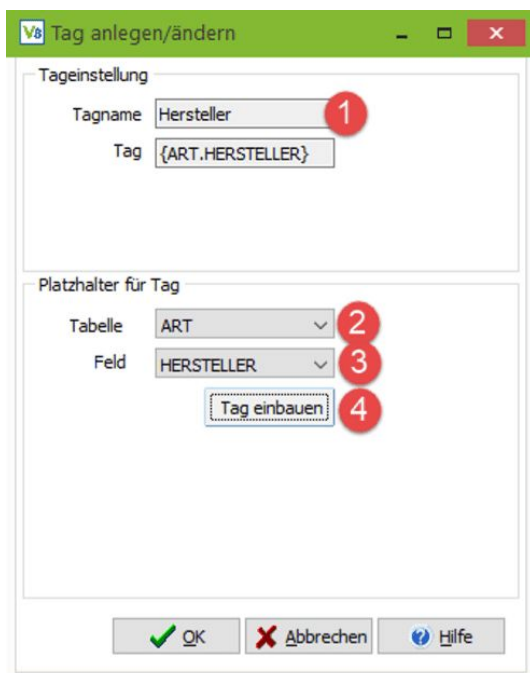 V8 Tag anlegen/ändern
Tageinstellung
Tagname Hersteller 1
Tag {ART.HERSTELLER}
Platzhalter für Tag
Tabelle ART 2
Feld HERSTELLER 3
Tag einbauen 4
OK Abbrechen Hilfe